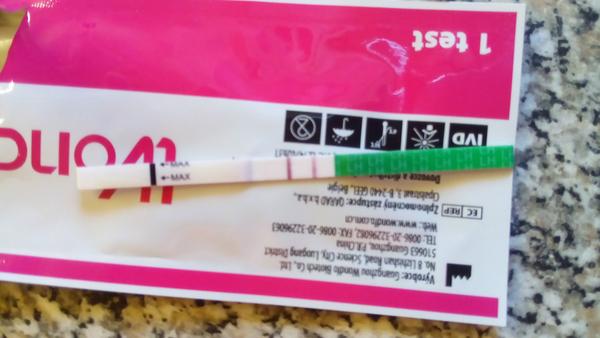 1 test
IVD
wondfo
MAX
MAX
EC REP
Zplnomocněný zástupce: QARAD b.v.b.a.,
Cipalstraat 3, B-2440 GEEL, Belgie
Výrobce: Guangzhou Wondfo Biotech Co., Ltd.
No. 8 Lizhishan Road, Science City, Luogang District
510663 Guangzhou, P.R.China
TEL: 0086-20-32296083, FAX: 0086-20-32296063
Web: www.wondfo.com.cn